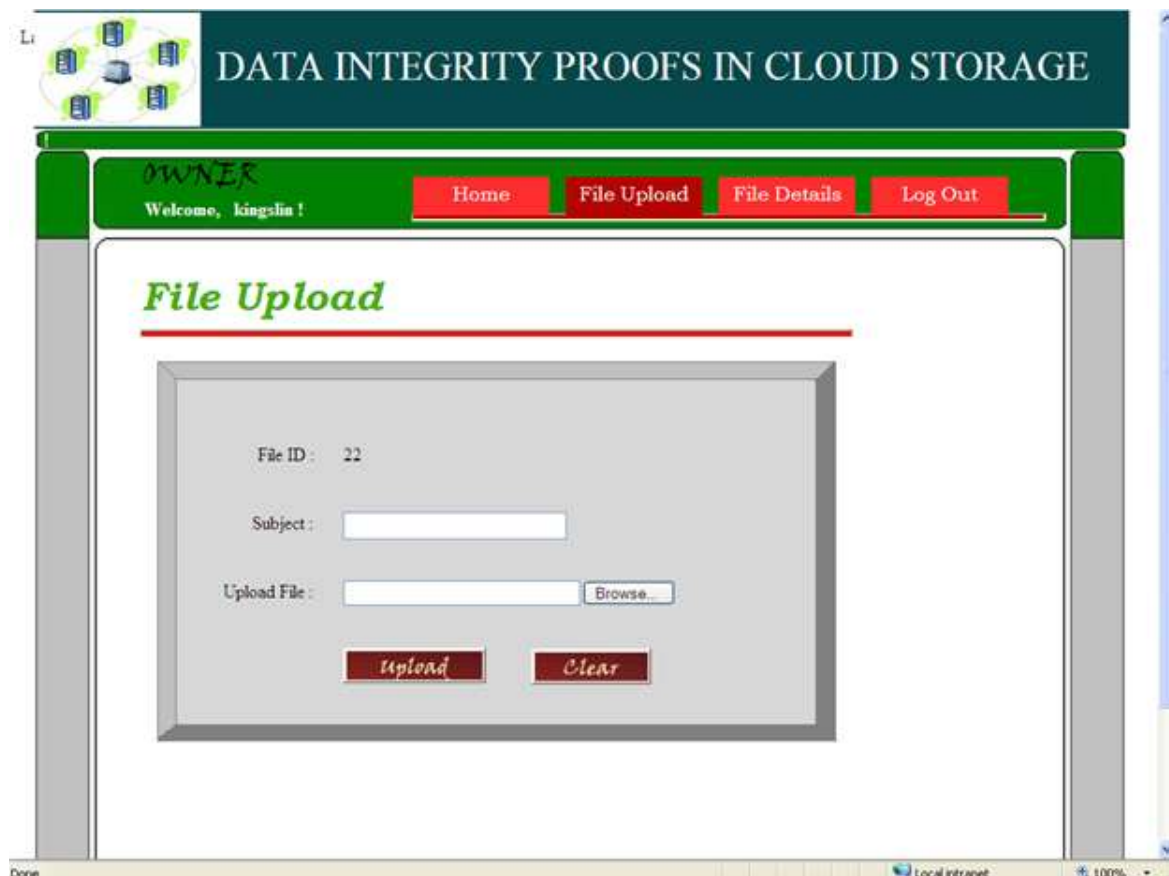 DATA INTEGRITY PROOFS IN CLOUD STORAGE
OWNER
Welcome, kingslin !
Home File Upload File Details Log Out
File Upload
File ID : 22
Subject :
Upload File : Browse...
Upload Clear
Done Local intranet 100%